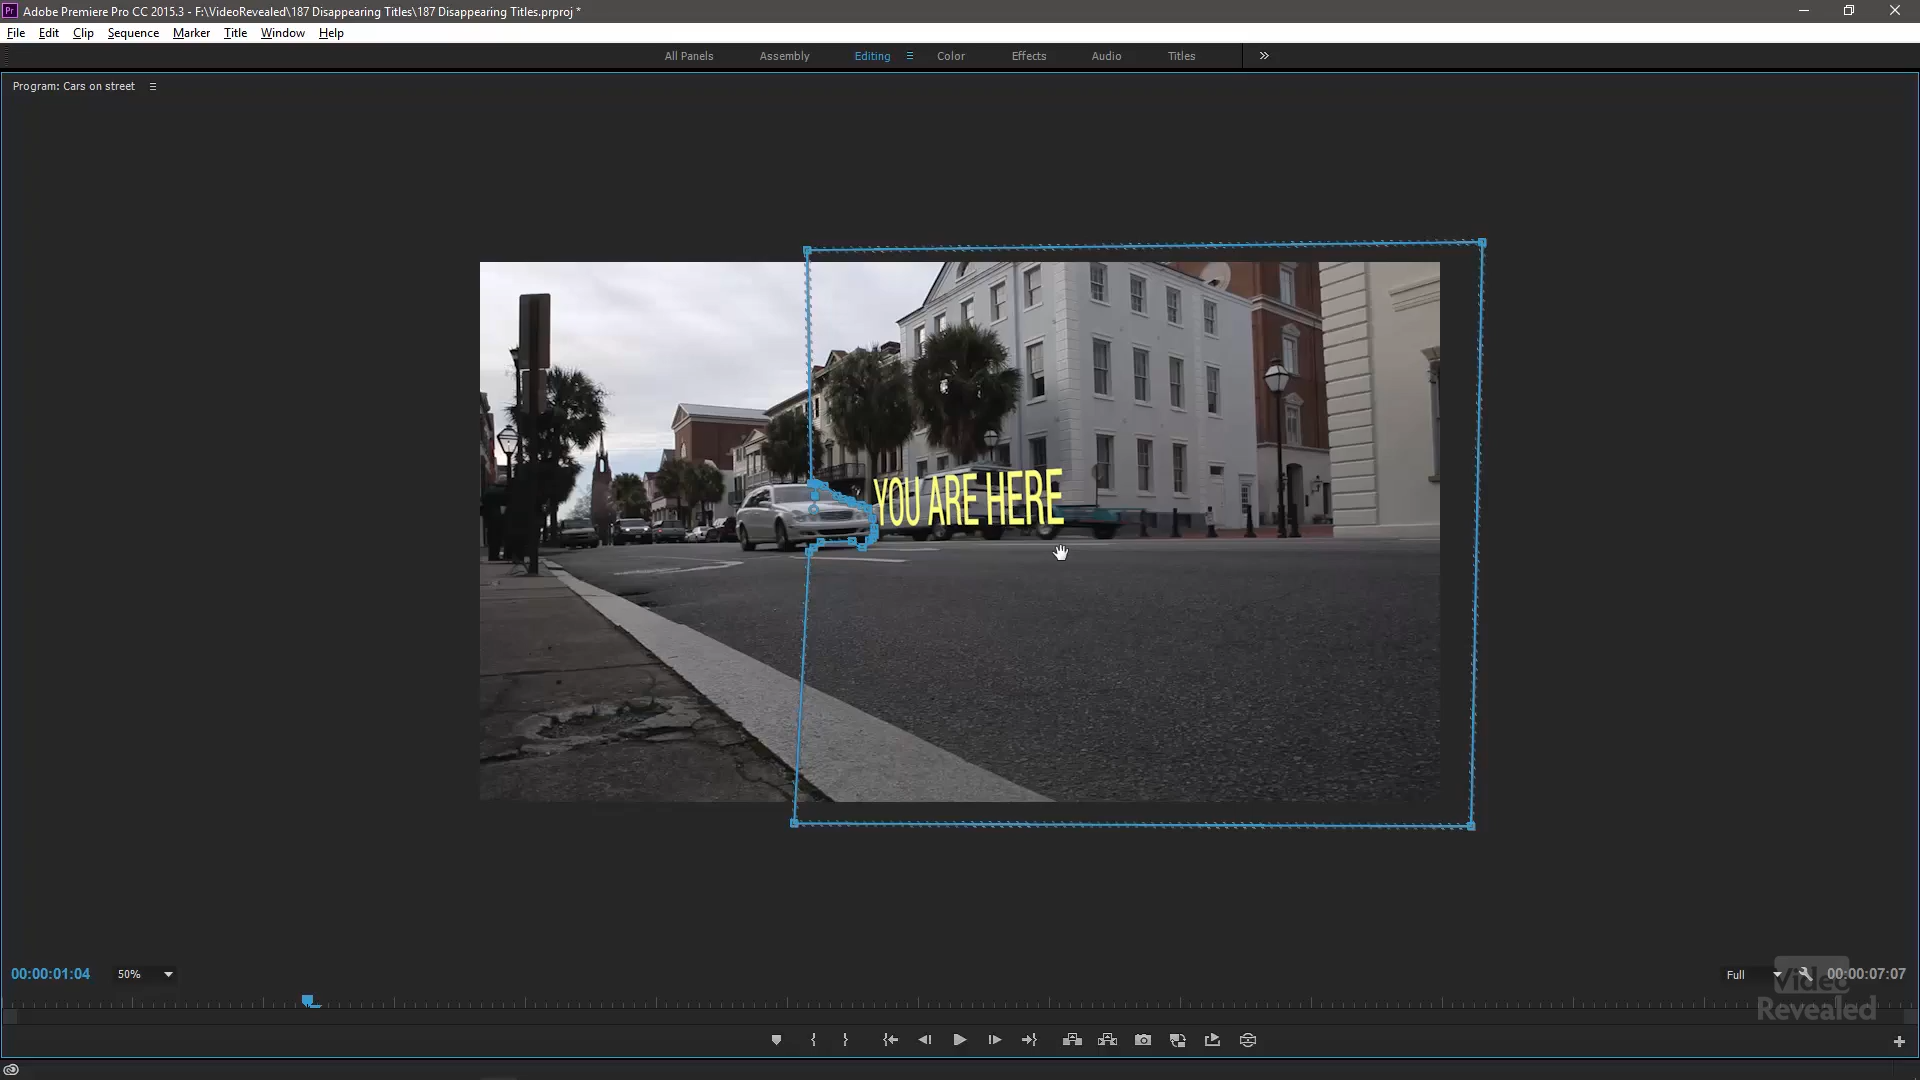 Pr Adobe Premiere Pro CC 2015.3 - F:\VideoRevealed\187 Disappearing Titles\187 Disappearing Titles.prproj *
File Edit Clip Sequence Marker Title Window Help
All Panels Assembly Editing Color Effects Audio Titles
Program: Cars on street
YOU ARE HERE
00:00:01:04 50% Full 00:00:07:07
Video
Revealed